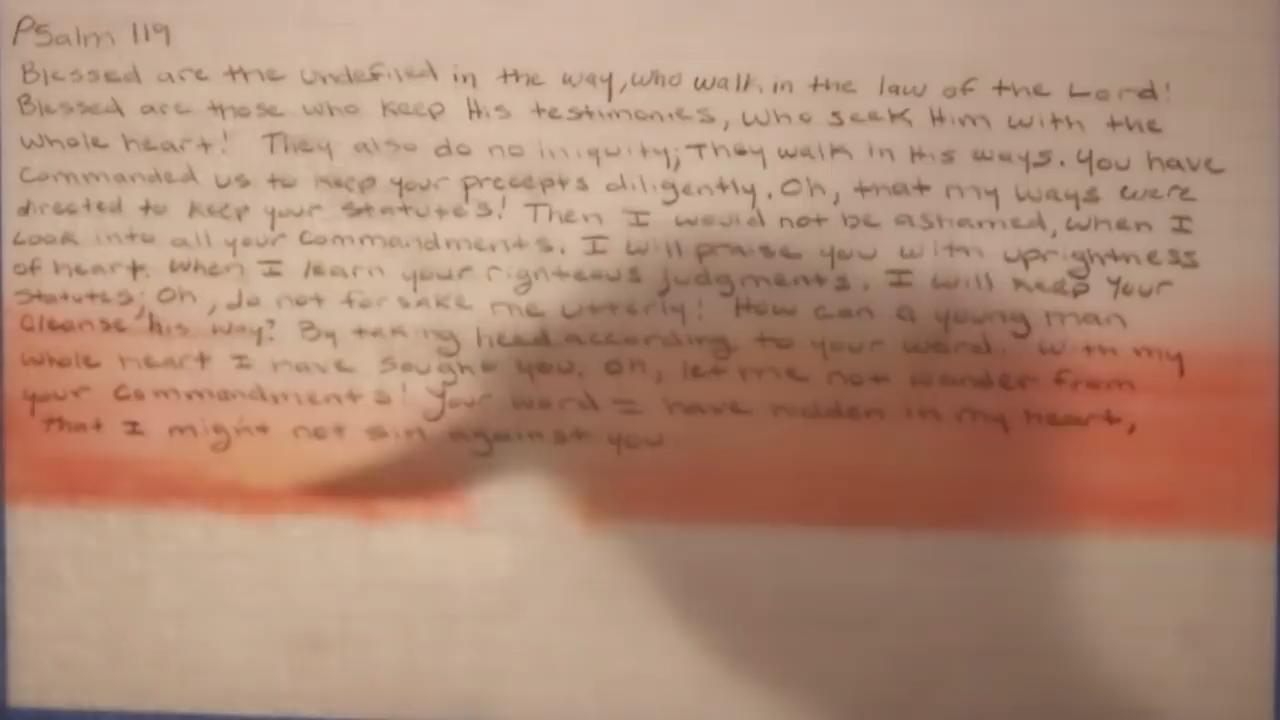 Psalm 119
Blessed are the undefiled in the way, who walk in the law of the Lord!
Blessed are those who keep His testimonies, who seek Him with the
whole heart! They also do no iniquity; They walk in His ways. You have
commanded us to keep your precepts diligently. Oh, that my ways were
directed to keep your statutes! Then I would not be ashamed, when I
Look into all your commandments. I will praise you with uprightness
of heart. When I learn your righteous judgments. I will keep Your
statutes; Oh, do not forsake me utterly! How can a young man
cleanse his way? By taking heed according to your word. With my
whole heart I have sought you. Oh, let me not wander from
your commandments! Your word I have hidden in my heart,
That I might not sin against you